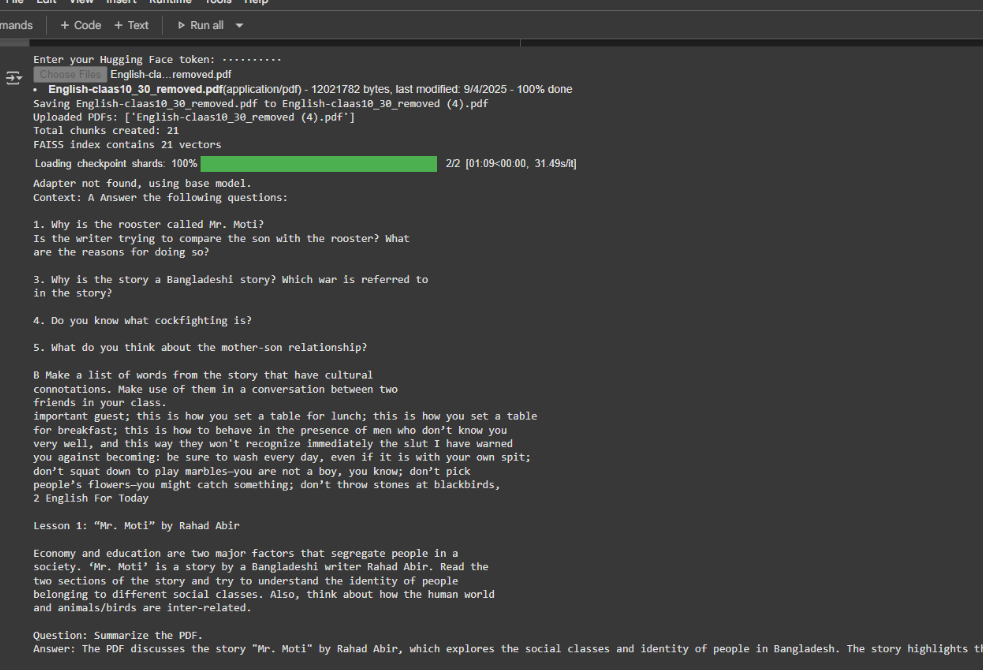 File Edit View Insert Runtime Tools Help
mands + Code + Text Run all
Enter your Hugging Face token: ··········
Choose Files English-cla...removed.pdf
• English-claas10_30_removed.pdf(application/pdf) - 12021782 bytes, last modified: 9/4/2025 - 100% done
Saving English-claas10_30_removed.pdf to English-claas10_30_removed (4).pdf
Uploaded PDFs: ['English-claas10_30_removed (4).pdf']
Total chunks created: 21
FAISS index contains 21 vectors
Loading checkpoint shards: 100% 2/2 [01:09<00:00, 31.49s/it]
Adapter not found, using base model.
Context: A Answer the following questions:
1. Why is the rooster called Mr. Moti?
Is the writer trying to compare the son with the rooster? What
are the reasons for doing so?
3. Why is the story a Bangladeshi story? Which war is referred to
in the story?
4. Do you know what cockfighting is?
5. What do you think about the mother-son relationship?
B Make a list of words from the story that have cultural
connotations. Make use of them in a conversation between two
friends in your class.
important guest; this is how you set a table for lunch; this is how you set a table
for breakfast; this is how to behave in the presence of men who don’t know you
very well, and this way they won't recognize immediately the slut I have warned
you against becoming: be sure to wash every day, even if it is with your own spit;
don’t squat down to play marbles—you are not a boy, you know; don’t pick
people’s flowers—you might catch something; don’t throw stones at blackbirds,
2 English For Today
Lesson 1: “Mr. Moti” by Rahad Abir
Economy and education are two major factors that segregate people in a
society. ‘Mr. Moti’ is a story by a Bangladeshi writer Rahad Abir. Read the
two sections of the story and try to understand the identity of people
belonging to different social classes. Also, think about how the human world
and animals/birds are inter-related.
Question: Summarize the PDF.
Answer: The PDF discusses the story "Mr. Moti" by Rahad Abir, which explores the social classes and identity of people in Bangladesh. The story highlights th